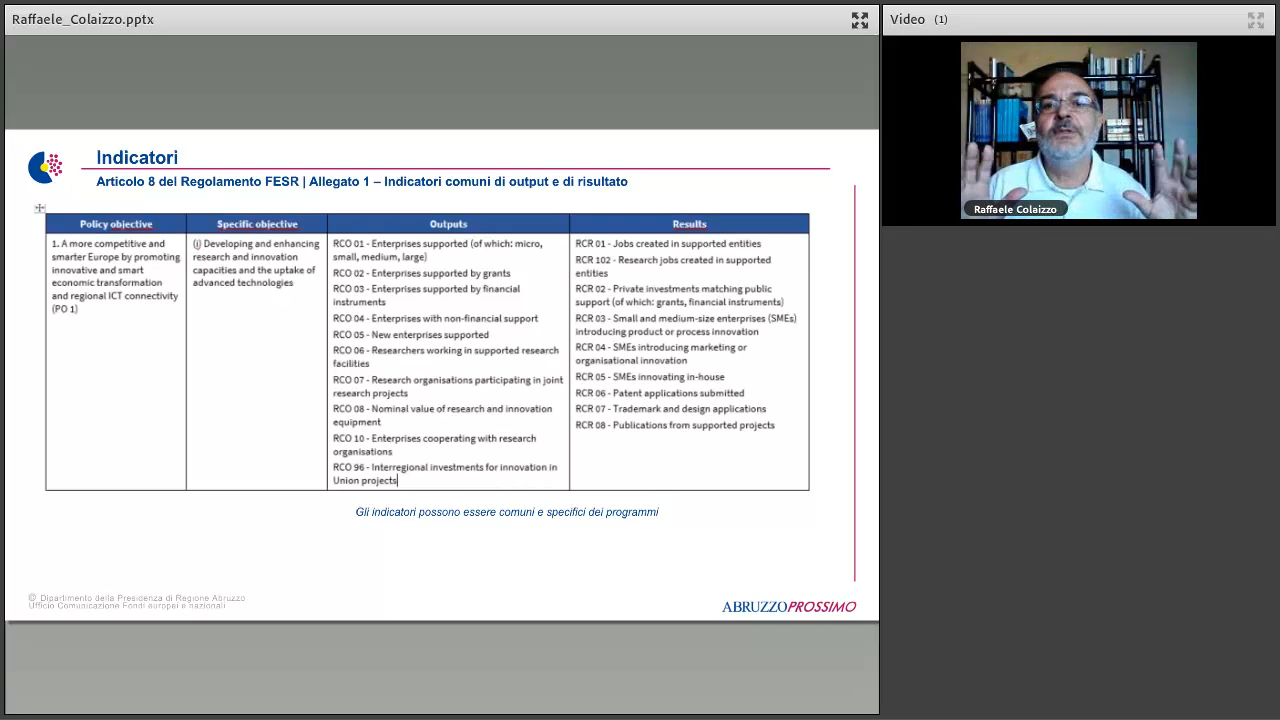 Raffaele_Colaizzo.pptx
Video (1)
Raffaele Colaizzo
Indicatori
Articolo 8 del Regolamento FESR | Allegato 1 – Indicatori comuni di output e di risultato
Policy objective
Specific objective
Outputs
Results
1. A more competitive and
smarter Europe by promoting
innovative and smart
economic transformation
and regional ICT connectivity
(PO 1)
(i) Developing and enhancing
research and innovation
capacities and the uptake of
advanced technologies
RCO 01 - Enterprises supported (of which: micro,
small, medium, large)
RCO 02 - Enterprises supported by grants
RCO 03 - Enterprises supported by financial
instruments
RCO 04 - Enterprises with non-financial support
RCO 05 - New enterprises supported
RCO 06 - Researchers working in supported research
facilities
RCO 07 - Research organisations participating in joint
research projects
RCO 08 - Nominal value of research and innovation
equipment
RCO 10 - Enterprises cooperating with research
organisations
RCO 96 - Interregional investments for innovation in
Union projects
RCR 01 - Jobs created in supported entities
RCR 102 - Research jobs created in supported
entities
RCR 02 - Private investments matching public
support (of which: grants, financial instruments)
RCR 03 - Small and medium-size enterprises (SMEs)
introducing product or process innovation
RCR 04 - SMEs introducing marketing or
organisational innovation
RCR 05 - SMEs innovating in-house
RCR 06 - Patent applications submitted
RCR 07 - Trademark and design applications
RCR 08 - Publications from supported projects
Gli indicatori possono essere comuni e specifici dei programmi
© Dipartimento della Presidenza di Regione Abruzzo
Ufficio Comunicazione Fondi europei e nazionali
ABRUZZOPROSSIMO